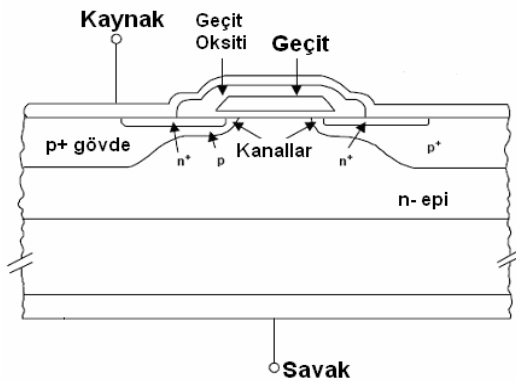 Kaynak
Geçit
Oksiti
Geçit
p+ gövde
n+
p
Kanallar
n+
p+
n- epi
Savak